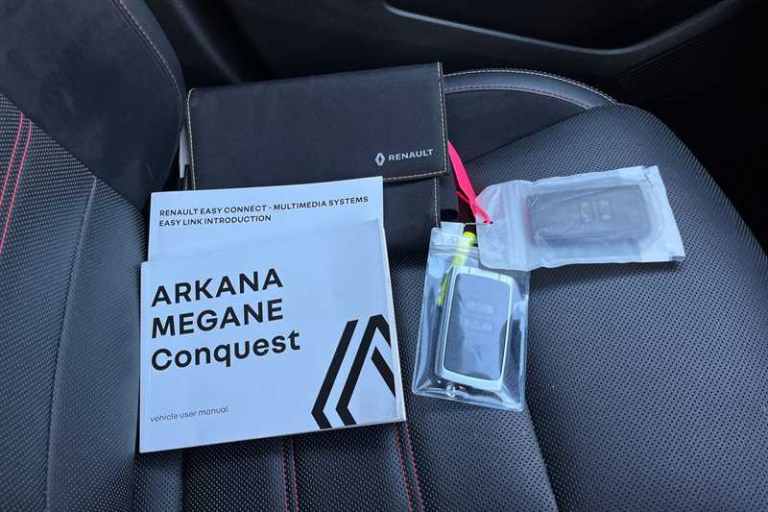 RENAULT
RENAULT EASY CONNECT - MULTIMEDIA SYSTEMS
EASY LINK INTRODUCTION
ARKANA
MEGANE
Conquest
vehicle user manual